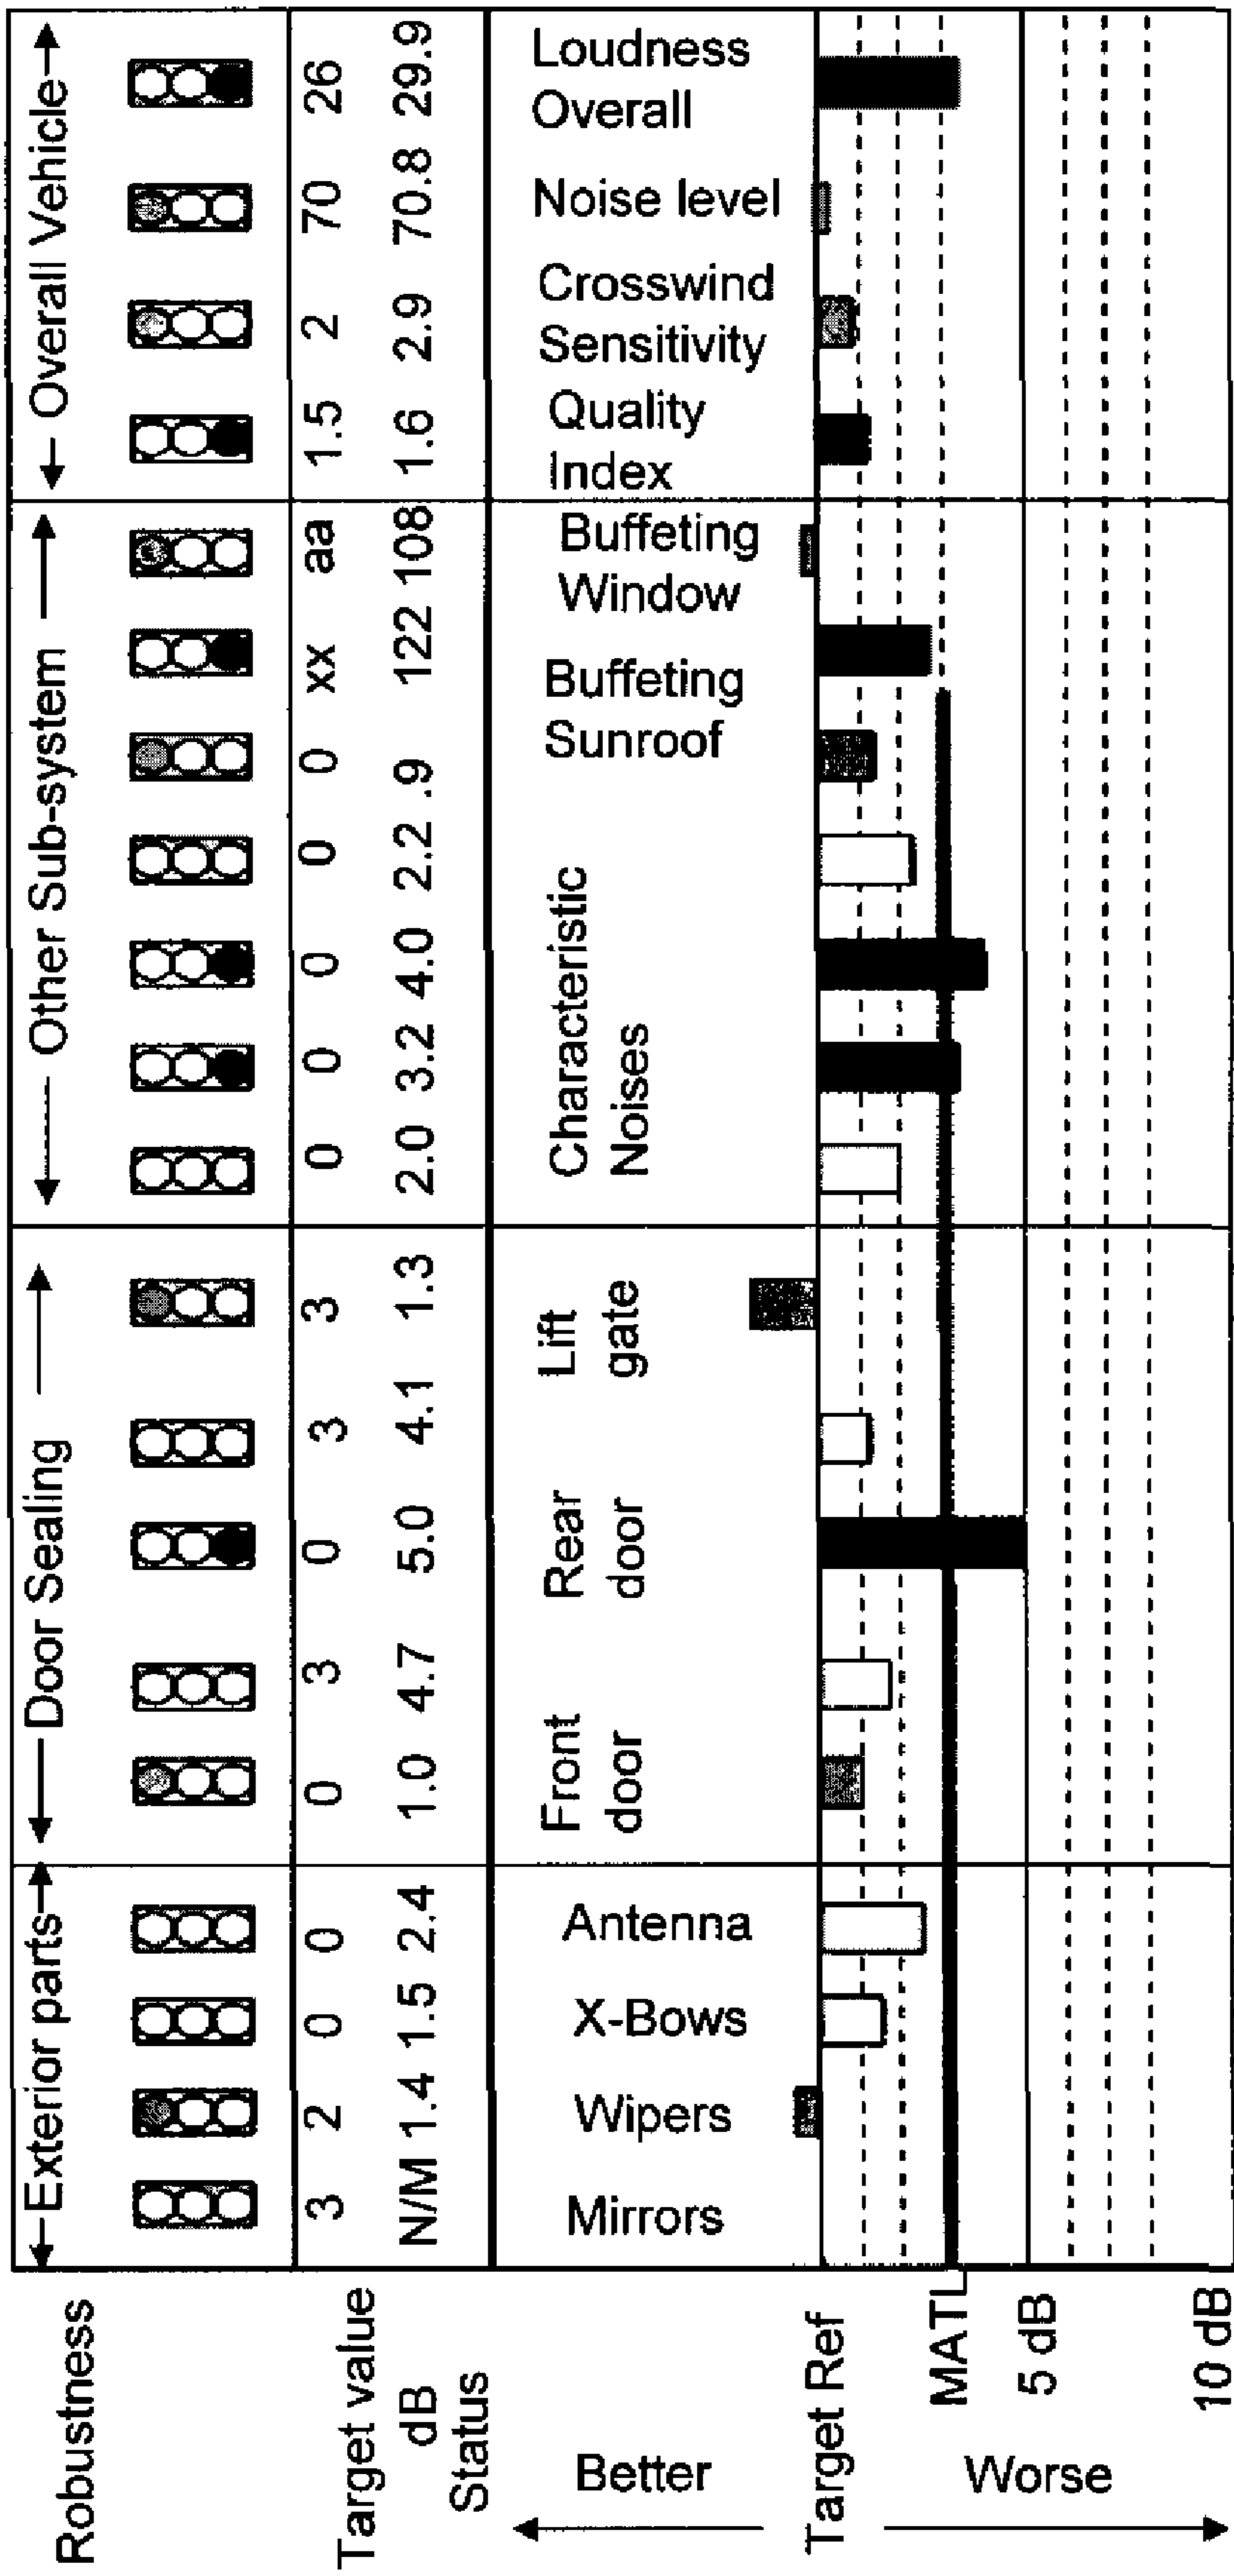 Robustness
←Exterior parts→
←Door Sealing→
←Other Sub-system→
←Overall Vehicle→
Target value
3 2 0 0 0 3 0 3 3 0 0 0 0 xx aa 1.5 2 70 26
dB
Status
N/M 1.4 1.5 2.4 1.0 4.7 5.0 4.1 1.3 2.0 3.2 4.0 2.2 .9 122 108 1.6 2.9 70.8 29.9
Better
Mirrors
Wipers
X-Bows
Antenna
Front
door
Rear
door
Lift
gate
Characteristic
Noises
Buffeting
Sunroof
Buffeting
Window
Quality
Index
Crosswind
Sensitivity
Noise level
Loudness
Overall
Target Ref
MATL
5 dB
Worse
10 dB